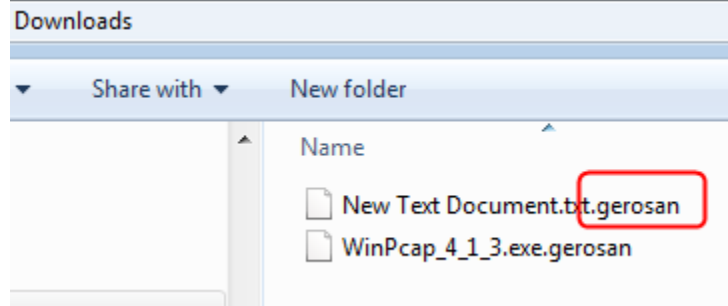 Downloads
Share with New folder
Name
New Text Document.txt.gerosan
WinPcap_4_1_3.exe.gerosan